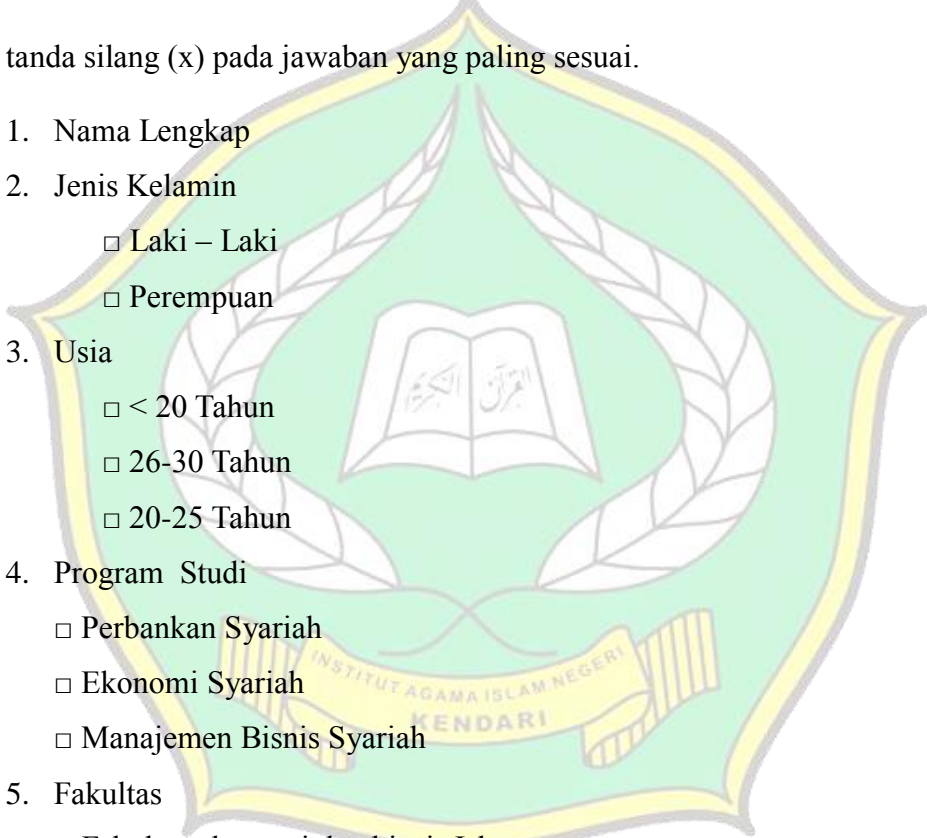 tanda silang (x) pada jawaban yang paling sesuai.
1. Nama Lengkap
2. Jenis Kelamin
□ Laki – Laki
□ Perempuan
3. Usia
□ < 20 Tahun
□ 26-30 Tahun
□ 20-25 Tahun
4. Program Studi
□ Perbankan Syariah
□ Ekonomi Syariah
□ Manajemen Bisnis Syariah
5. Fakultas
القرآن الكريم
INSTITUT AGAMA ISLAM NEGERI
KENDARI